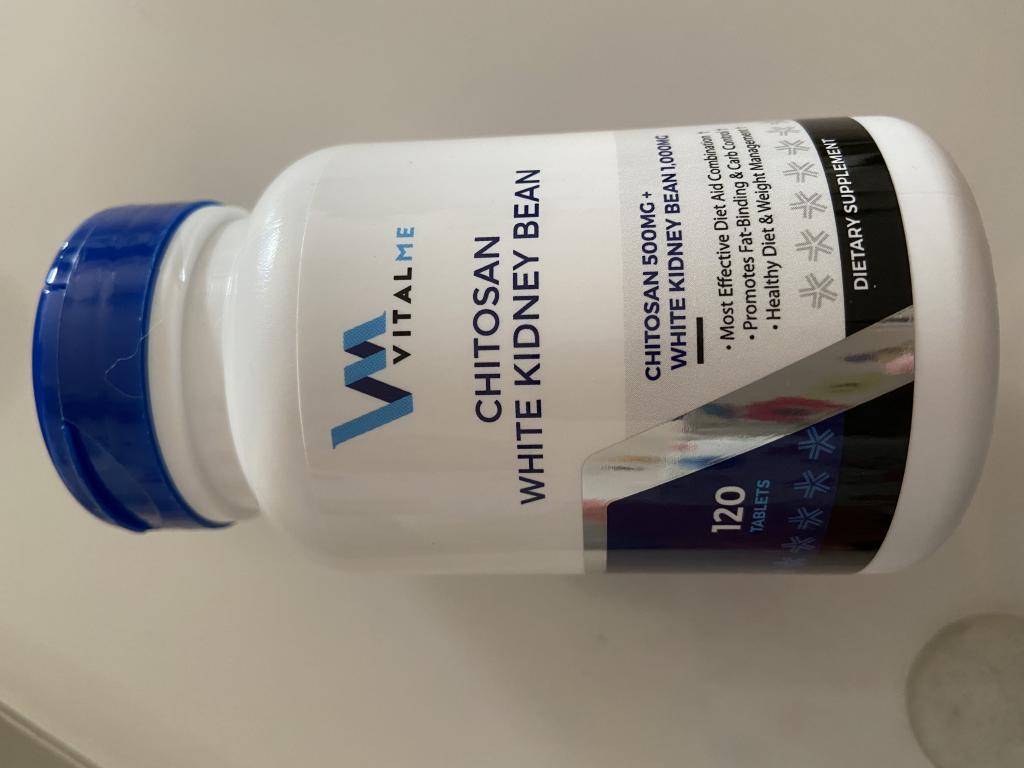 VITALME
CHITOSAN
WHITE KIDNEY BEAN
CHITOSAN 500MG +
WHITE KIDNEY BEAN 1,000MG
• Most Effective Diet Aid Combination †
• Promotes Fat-Binding & Carb Control †
• Healthy Diet & Weight Management †
120
TABLETS
DIETARY SUPPLEMENT